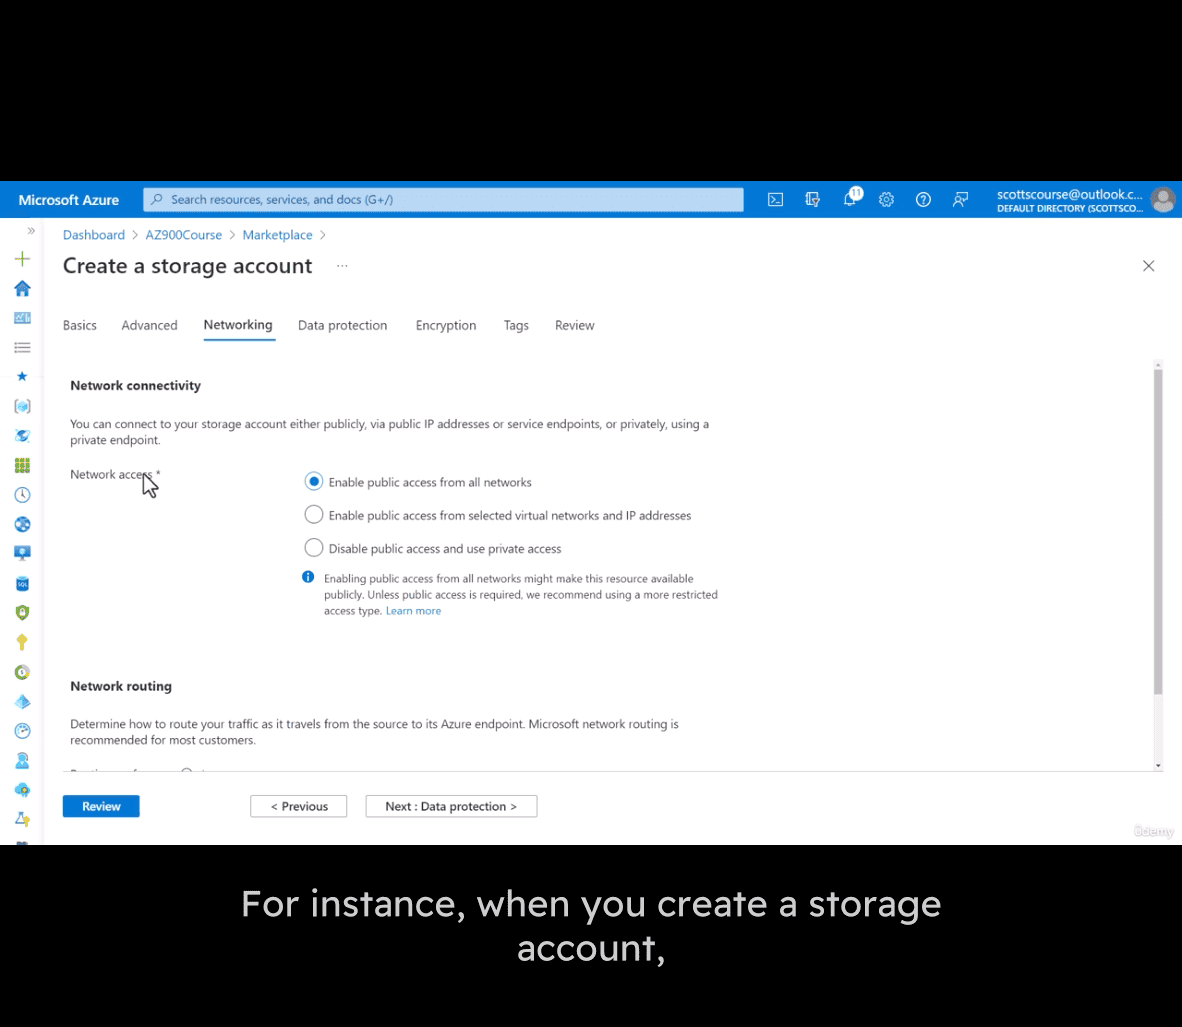 Microsoft Azure
Search resources, services, and docs (G+/)
11
scottscourse@outlook.c...
DEFAULT DIRECTORY (SCOTTSCO...
»
Dashboard > AZ900Course > Marketplace >
Create a storage account ...
Basics Advanced Networking Data protection Encryption Tags Review
Network connectivity
You can connect to your storage account either publicly, via public IP addresses or service endpoints, or privately, using a
private endpoint.
Network access *
Enable public access from all networks
Enable public access from selected virtual networks and IP addresses
Disable public access and use private access
Enabling public access from all networks might make this resource available
publicly. Unless public access is required, we recommend using a more restricted
access type. Learn more
Network routing
Determine how to route your traffic as it travels from the source to its Azure endpoint. Microsoft network routing is
recommended for most customers.
Review
< Previous
Next : Data protection >
SQL
ûdemy
For instance, when you create a storage
account,